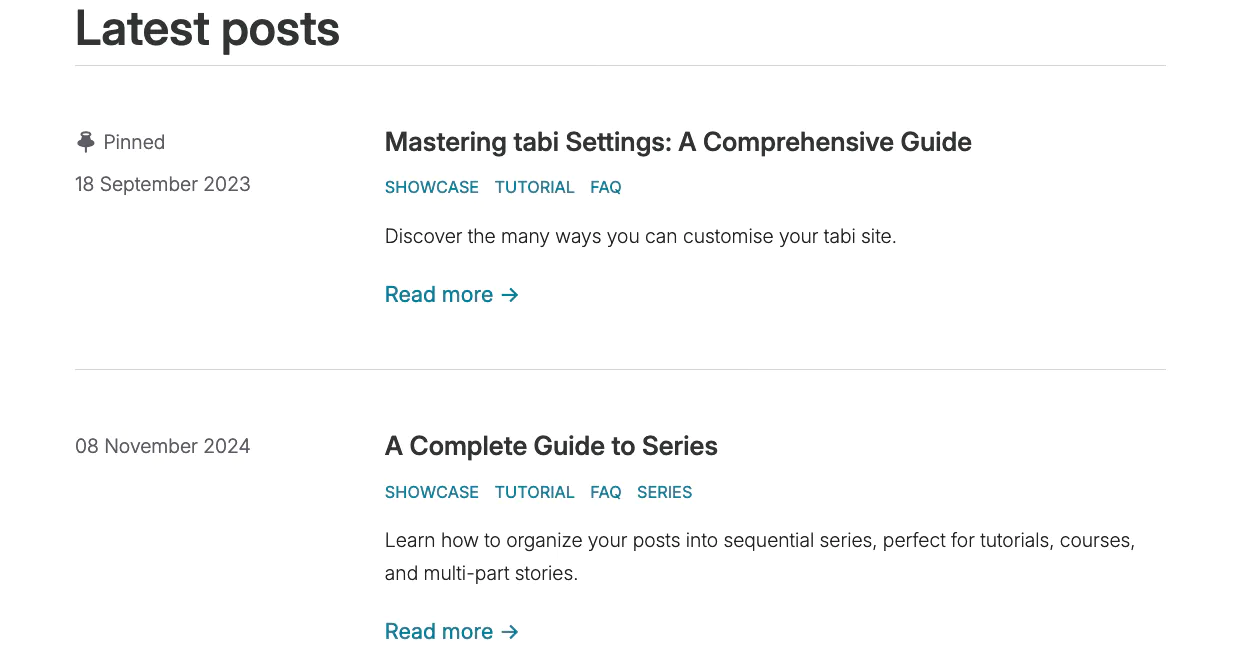 Latest posts
Pinned
18 September 2023
Mastering tabi Settings: A Comprehensive Guide
SHOWCASE TUTORIAL FAQ
Discover the many ways you can customise your tabi site.
Read more →
08 November 2024
A Complete Guide to Series
SHOWCASE TUTORIAL FAQ SERIES
Learn how to organize your posts into sequential series, perfect for tutorials, courses,
and multi-part stories.
Read more →